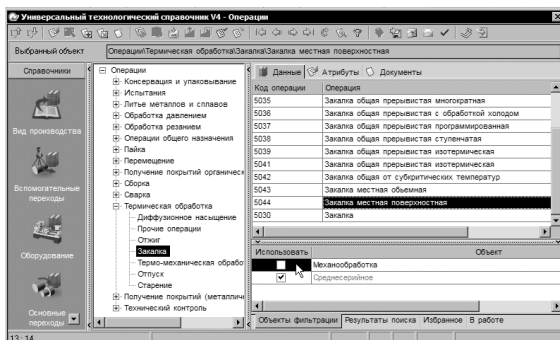 Универсальный технологический справочник V4 - Операции
Выбранный объект
Операции\Термическая обработка\Закалка\Закалка местная поверхностная
Справочники
Вид производства
Вспомогательные переходы
Оборудование
Основные переходы
Операции
Консервация и упаковывание
Испытания
Литье металлов и сплавов
Обработка давлением
Обработка резанием
Операции общего назначения
Пайка
Перемещение
Получение покрытий органическ
Сборка
Сварка
Термическая обработка
Диффузионное насыщение
Прочие операции
Отжиг
Закалка
Термо-механическая обрабо
Отпуск
Старение
Получение покрытий (металличн
Технический контроль
Данные Атрибуты Документы
Код операции Операция
5035 Закалка общая прерывистая многократная
5036 Закалка общая прерывистая с обработкой холодом
5037 Закалка общая прерывистая программированная
5038 Закалка общая прерывистая ступенчатая
5039 Закалка общая прерывистая изотермическая
5041 Закалка общая прерывистая изотермическая
5042 Закалка общая от субкритических температур
5043 Закалка местная объемная
5044 Закалка местная поверхностная
5030 Закалка
Использовать Объект
Механообработка
Среднесерийное
Объекты фильтрации Результаты поиска Избранное В работе
13:14